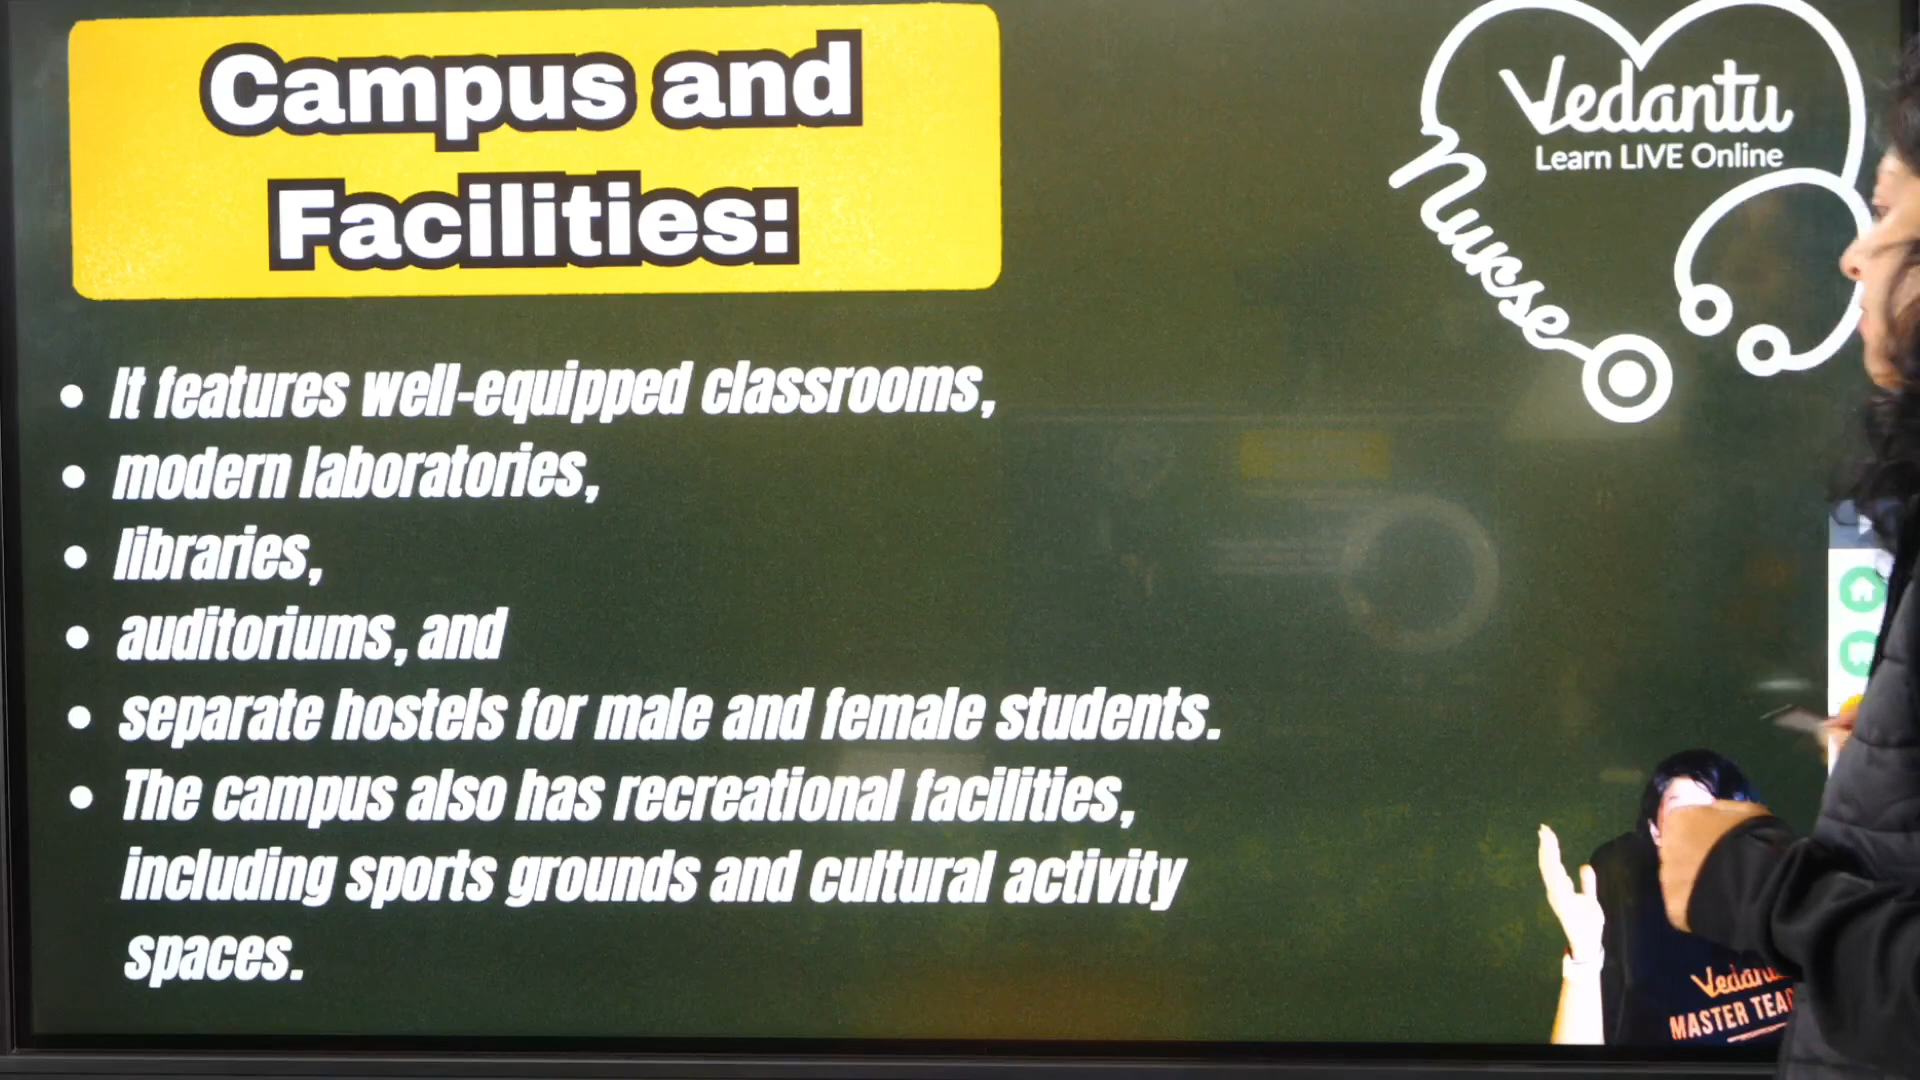 Campus and
Facilities:
Vedantu
Learn LIVE Online
Nurse
It features well-equipped classrooms,
modern laboratories,
libraries,
auditoriums, and
separate hostels for male and female students.
The campus also has recreational facilities,
including sports grounds and cultural activity
spaces.
MASTER